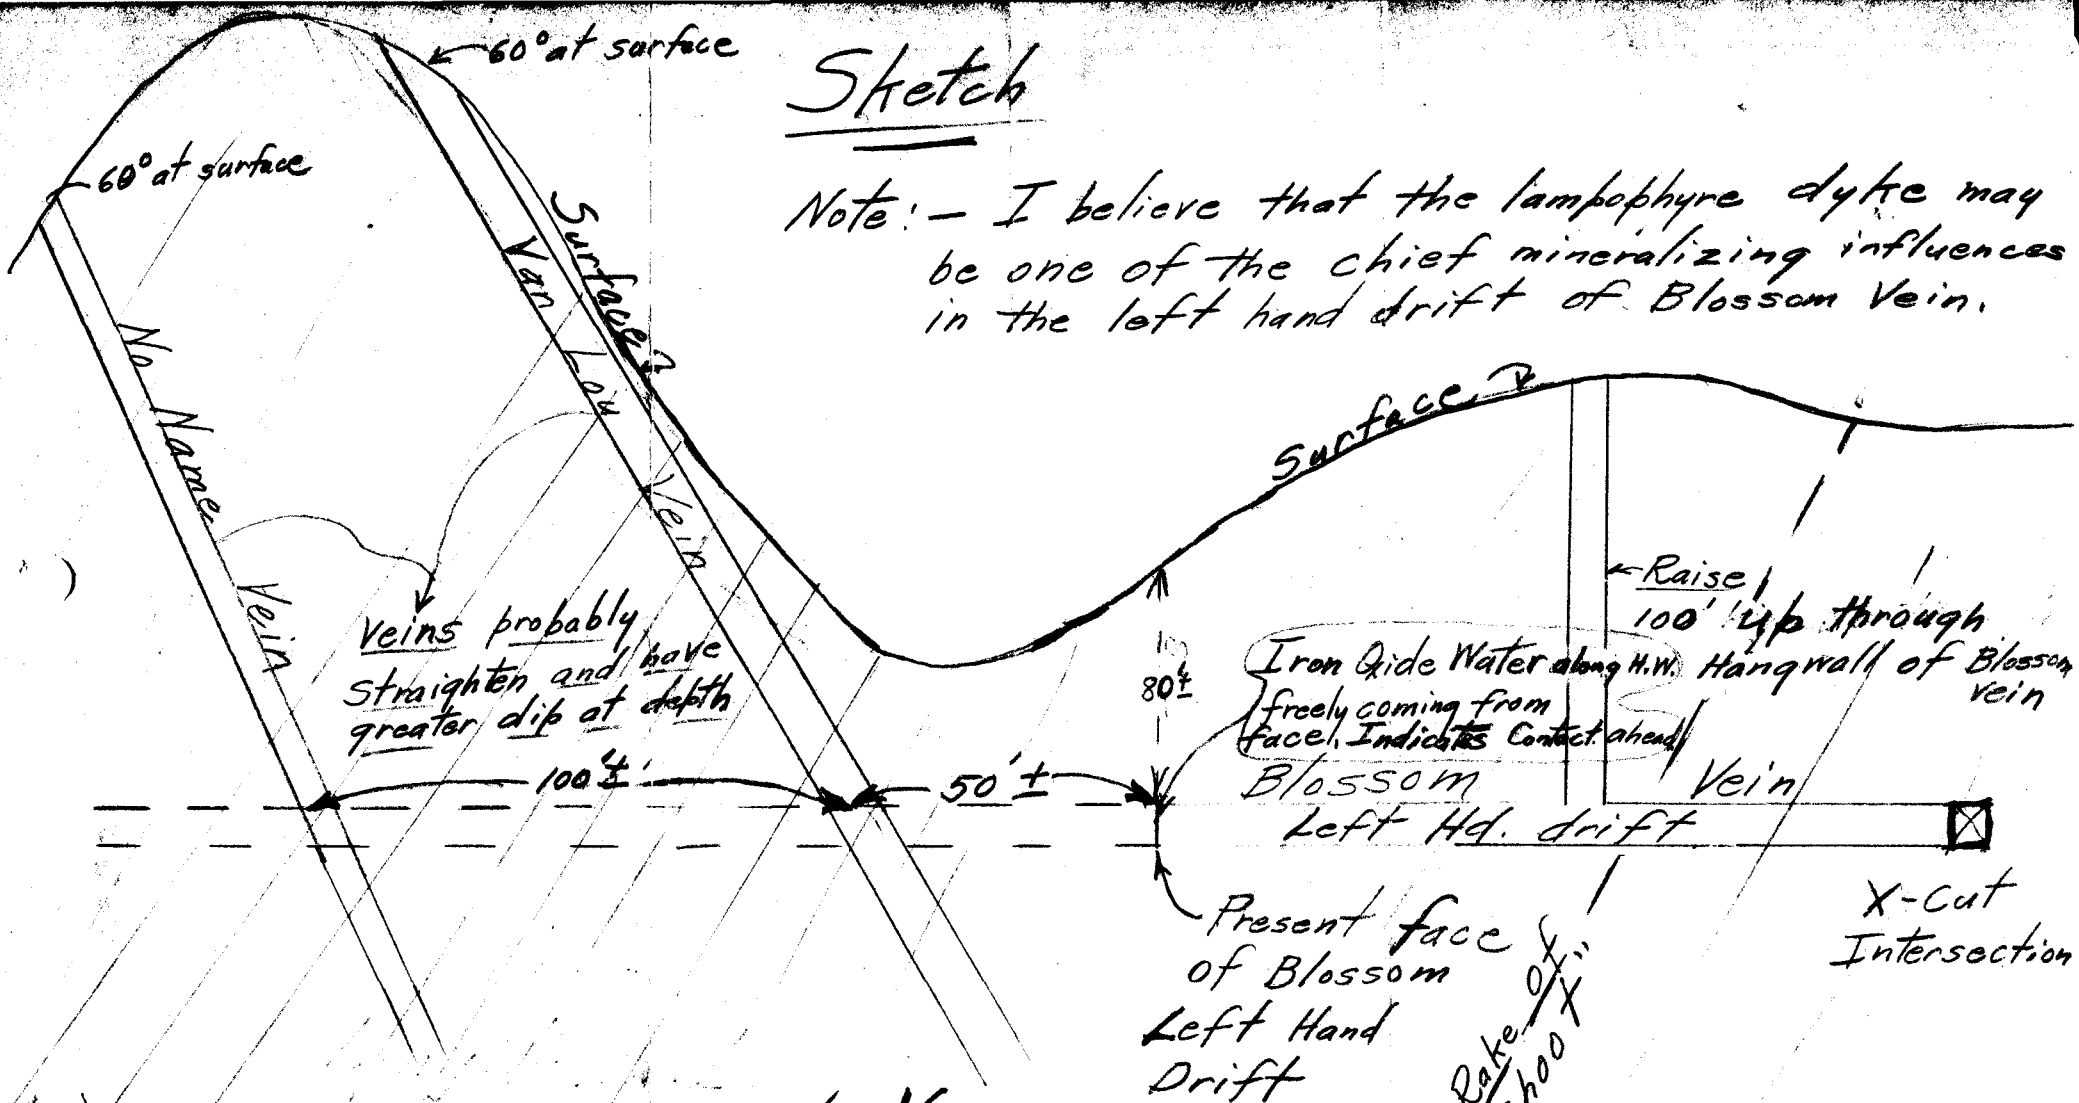 60° at surface
Sketch
60° at surface
Note:- I believe that the lampophyre dyke may
be one of the chief mineralizing influences
in the left hand drift of Blossom Vein.
No Name Vein
Van Lou Vein
Surface
Surface
Veins probably
straighten and have
greater dip at depth
100'±
50'±
80'±
Raise
100' up through
Hangwall of Blossom
vein
Iron Oxide Water along H.W.
freely coming from
face. Indicates Contact ahead
Blossom Vein
Left Hd. drift
X-Cut
Intersection
Present face
of Blossom
Left Hand
Drift
Rake of